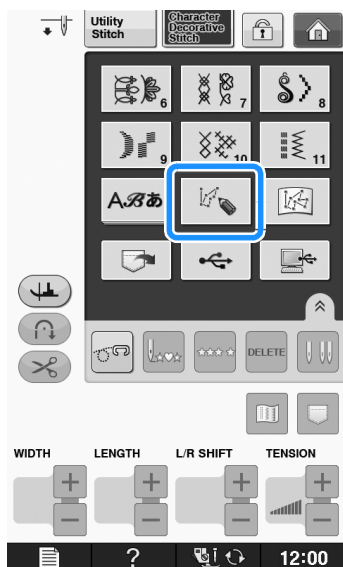 Utility
Stitch
Character
Decorative
Stitch
6
7
8
9
10
11
ABあ
DELETE
WIDTH
LENGTH
L/R SHIFT
TENSION
?
12:00